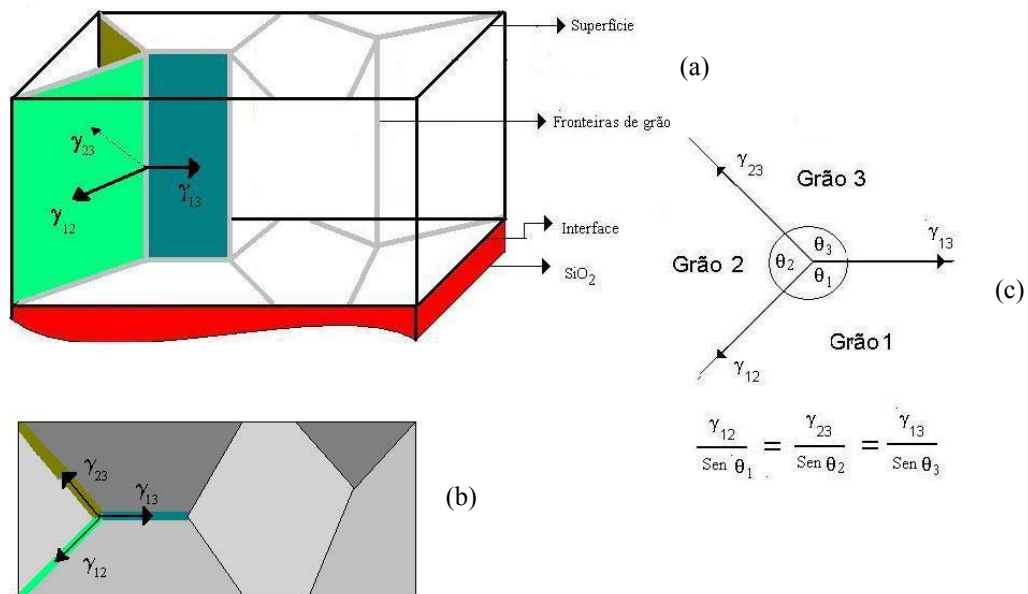 Superfície
(a)
Fronteiras de grão
γ23
γ13
γ12
Interface
SiO2
γ23
Grão 3
γ13
θ3
Grão 2
θ2
θ1
(c)
Grão 1
γ12
γ12 / Sen θ1 = γ23 / Sen θ2 = γ13 / Sen θ3
γ23
γ13
(b)
γ12